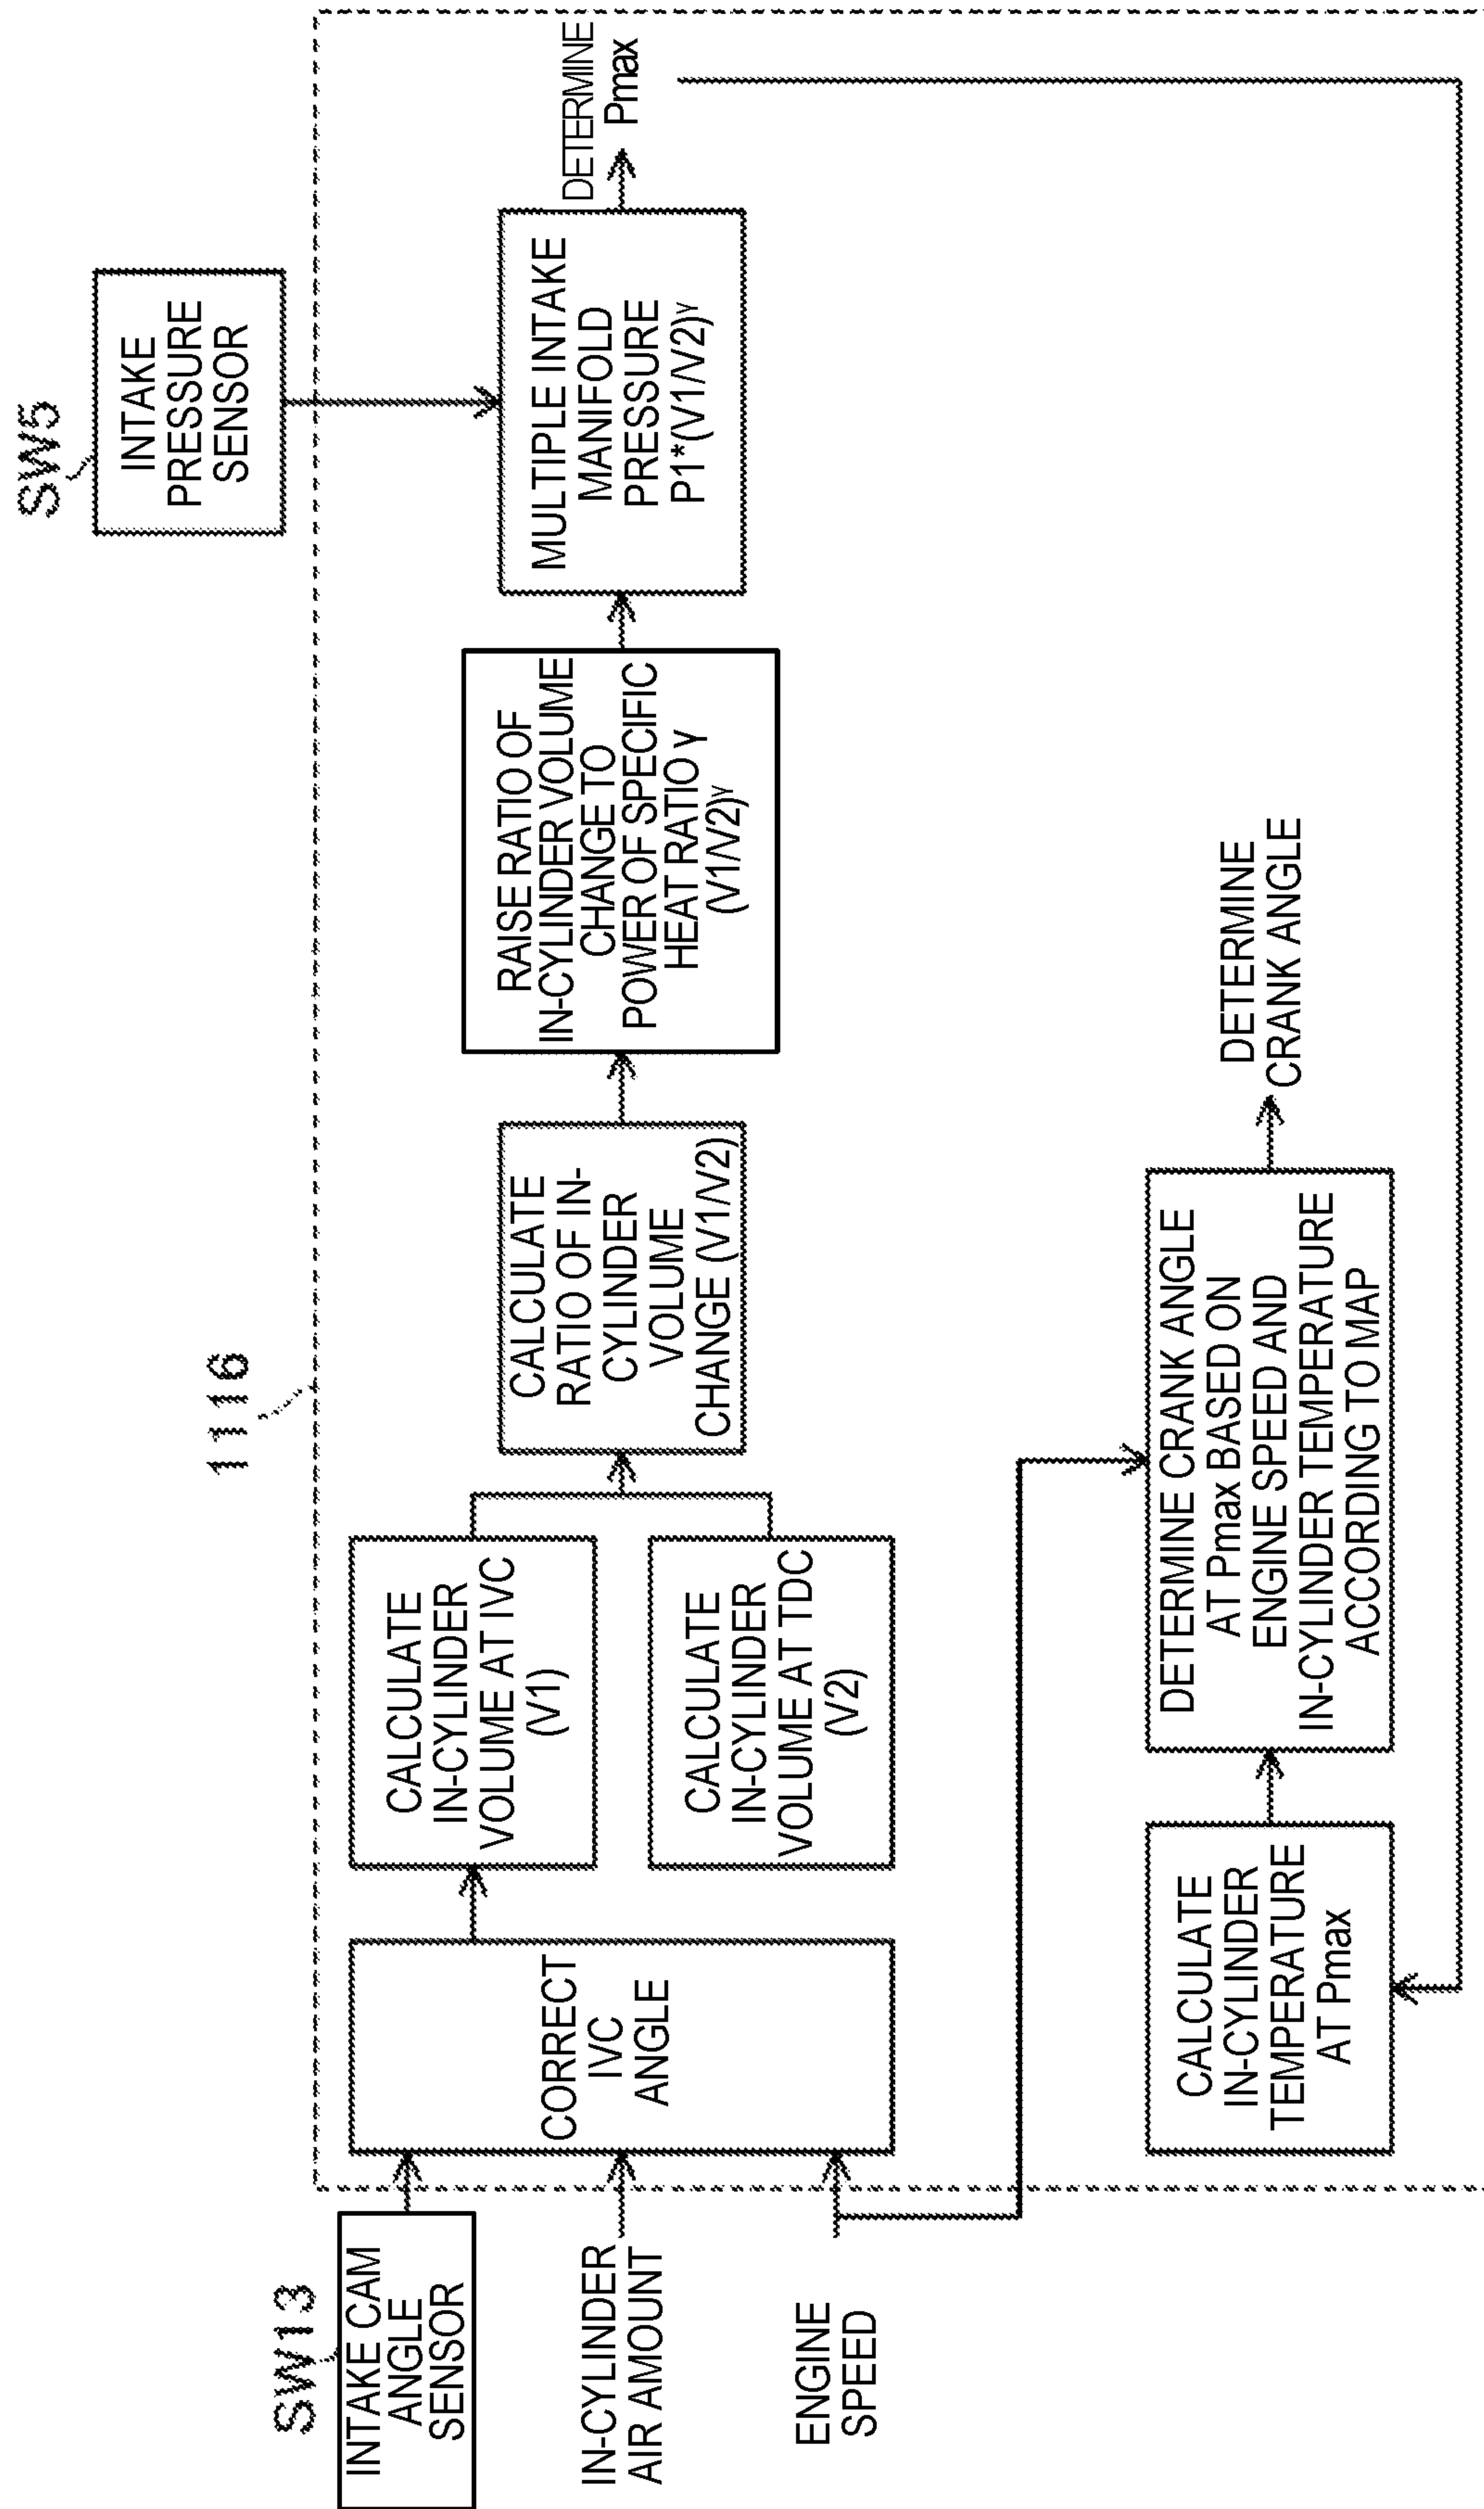 SW13
INTAKE CAM
ANGLE
SENSOR
IN-CYLINDER
AIR AMOUNT
ENGINE
SPEED
1116
CORRECT
IVC
ANGLE
CALCULATE
IN-CYLINDER
VOLUME AT IVC
(V1)
CALCULATE
IN-CYLINDER
VOLUME AT TDC
(V2)
CALCULATE
RATIO OF IN-
CYLINDER
VOLUME
CHANGE (V1/V2)
RAISE RATIO OF
IN-CYLINDER VOLUME
CHANGE TO
POWER OF SPECIFIC
HEAT RATIO γ
(V1/V2)^γ
SW5
INTAKE
PRESSURE
SENSOR
MULTIPLE INTAKE
MANIFOLD
PRESSURE
P1*(V1/V2)^γ
DETERMINE
Pmax
CALCULATE
IN-CYLINDER
TEMPERATURE
AT Pmax
DETERMINE CRANK ANGLE
AT Pmax BASED ON
ENGINE SPEED AND
IN-CYLINDER TEMPERATURE
ACCORDING TO MAP
DETERMINE
CRANK ANGLE